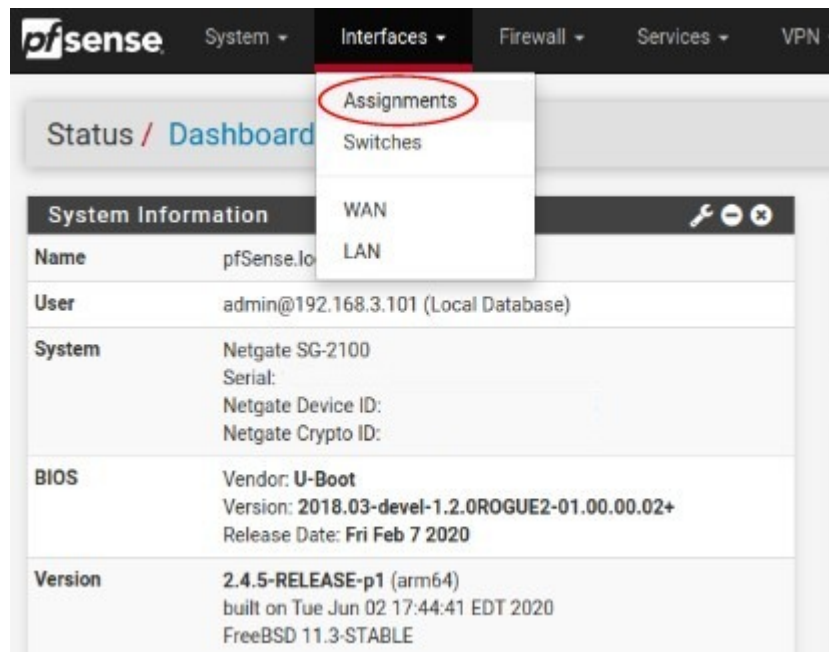 pfsense System Interfaces Firewall Services VPN
Assignments
Status / Dashboard
Switches
System Information
WAN
LAN
Name pfSense.lo
User admin@192.168.3.101 (Local Database)
System Netgate SG-2100
Serial:
Netgate Device ID:
Netgate Crypto ID:
BIOS Vendor: U-Boot
Version: 2018.03-devel-1.2.0ROGUE2-01.00.00.02+
Release Date: Fri Feb 7 2020
Version 2.4.5-RELEASE-p1 (arm64)
built on Tue Jun 02 17:44:41 EDT 2020
FreeBSD 11.3-STABLE